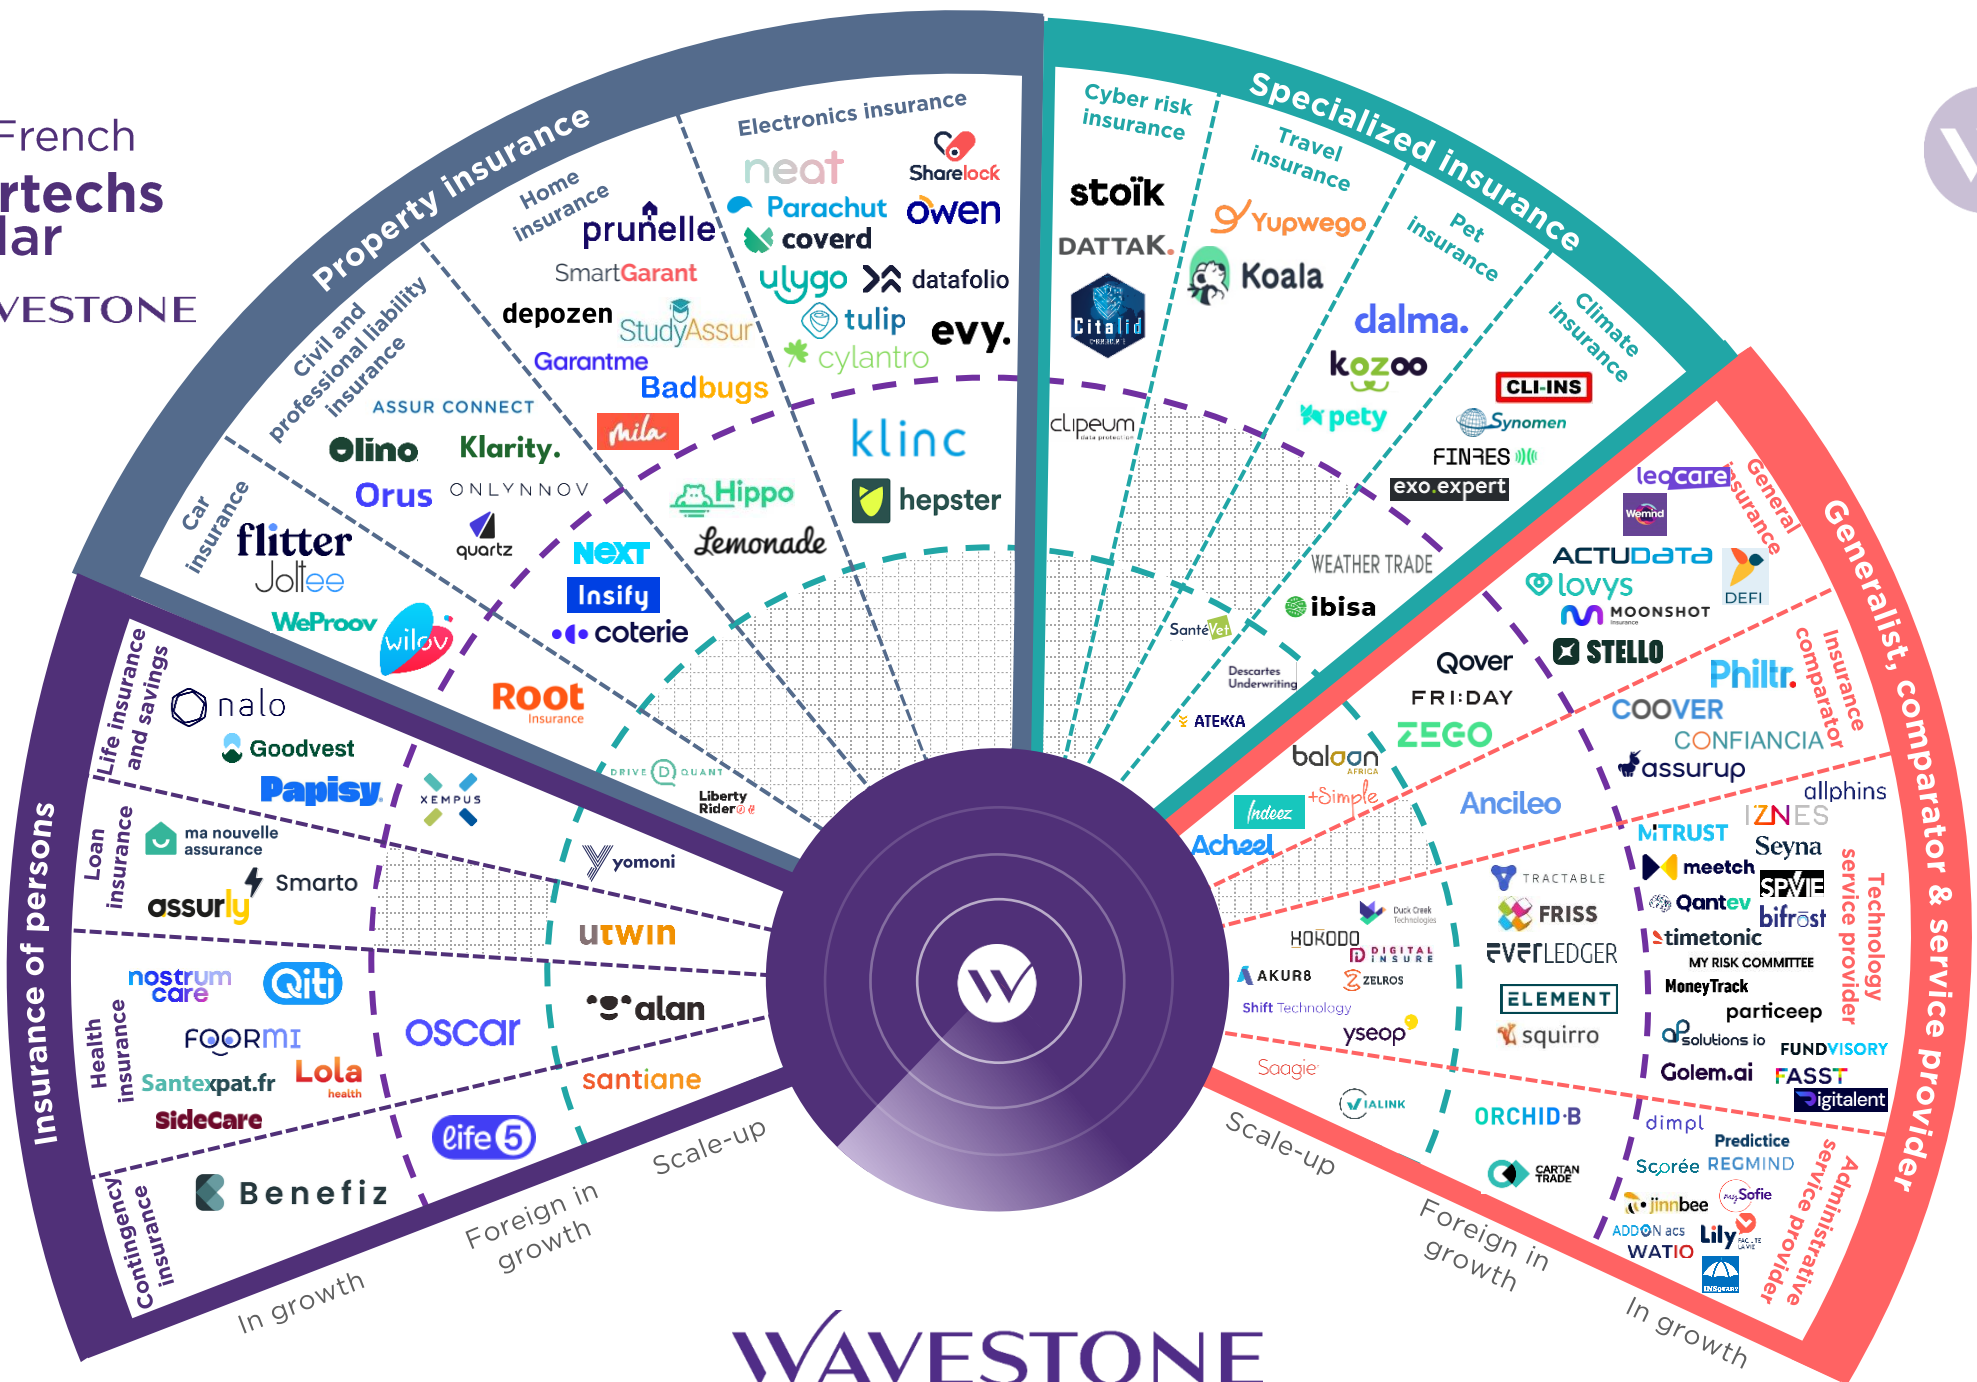 French
rtechs
lar
VESTONE
Property insurance
Specialized insurance
Generalist, comparator & service provider
Insurance of persons
Electronics insurance
neat
Sharelock
Parachut
owen
coverd
ulygo
datafolio
tulip
evy.
cylantro
klinc
hepster
Home
insurance
prunelle
SmartGarant
depozen
StudyAssur
Garantme
Badbugs
mila
Hippo
Lemonade
Civil and
professional liability
insurance
ASSUR CONNECT
Olino
Klarity.
Orus
ONLYNNOV
quartz
NEXT
Insify
coterie
Car
insurance
flitter
Joltee
WeProov
wilov
Root
Insurance
DRIVE QUANT
Liberty
Rider
Cyber risk
insurance
stoïk
DATTAK.
Citalid
clipeum
data protection
Travel
insurance
Yupwego
Koala
Pet
insurance
dalma.
kozoo
pety
SantéVet
Climate
insurance
CLI-INS
Synomen
FINRES
exo.expert
WEATHER TRADE
ibisa
Descartes
Underwriting
ATEKKA
General
insurance
leocare
Wemind
ACTUDATA
lovys
DEFI
MOONSHOT
Insurance
STELLO
Qover
FRI:DAY
ZEGO
baloon
AFRICA
+Simple
Indeez
Acheel
Insurance
comparator
Philtr.
COOVER
CONFIANCIA
assurup
Ancileo
Technology
service provider
allphins
IZNES
MTRUST
Seyna
meetch
SPVIE
Qantev
bifrost
timetonic
MY RISK COMMITTEE
MoneyTrack
particeep
solutions io
FUNDVISORY
Golem.ai
FASST
Digitalent
TRACTABLE
FRISS
EVERLEDGER
ELEMENT
squirro
Duck Creek
Technologies
HOKODO
DIGITAL
INSURE
AKUR8
ZELROS
Shift Technology
yseop
Administrative
service provider
dimpl
Predictice
Scorée
REGMIND
jinnbee
mySofie
ADDON acs
Lily
WATIO
INSquary
ORCHID·B
CARTAN
TRADE
Saagie
VIALINK
Life insurance
and savings
nalo
Goodvest
Papisy
XEMPUS
yomoni
Loan
insurance
ma nouvelle
assurance
Smarto
assurly
utwin
Health
insurance
nostrum
care
Qiti
FOORMI
Santexpat.fr
Lola
health
SideCare
oscar
alan
Contingency
insurance
Benefiz
life 5
santiane
In growth
Foreign in
growth
Scale-up
Scale-up
Foreign in
growth
In growth
WAVESTONE